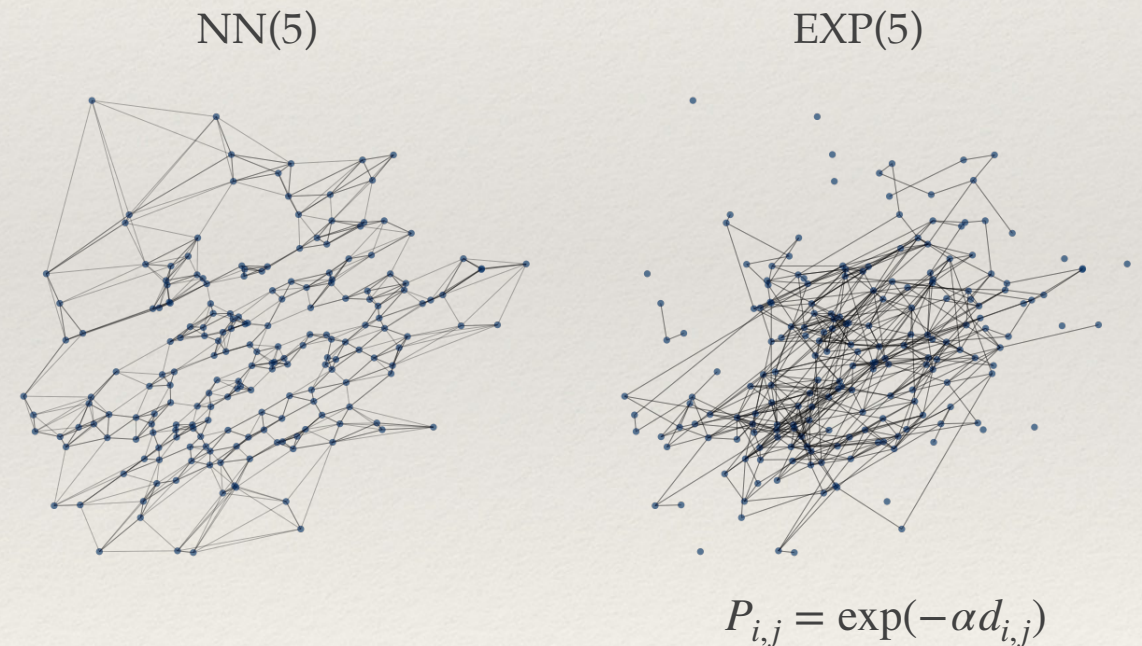 NN(5)
EXP(5)
P_{i,j} = exp(−αd_{i,j})